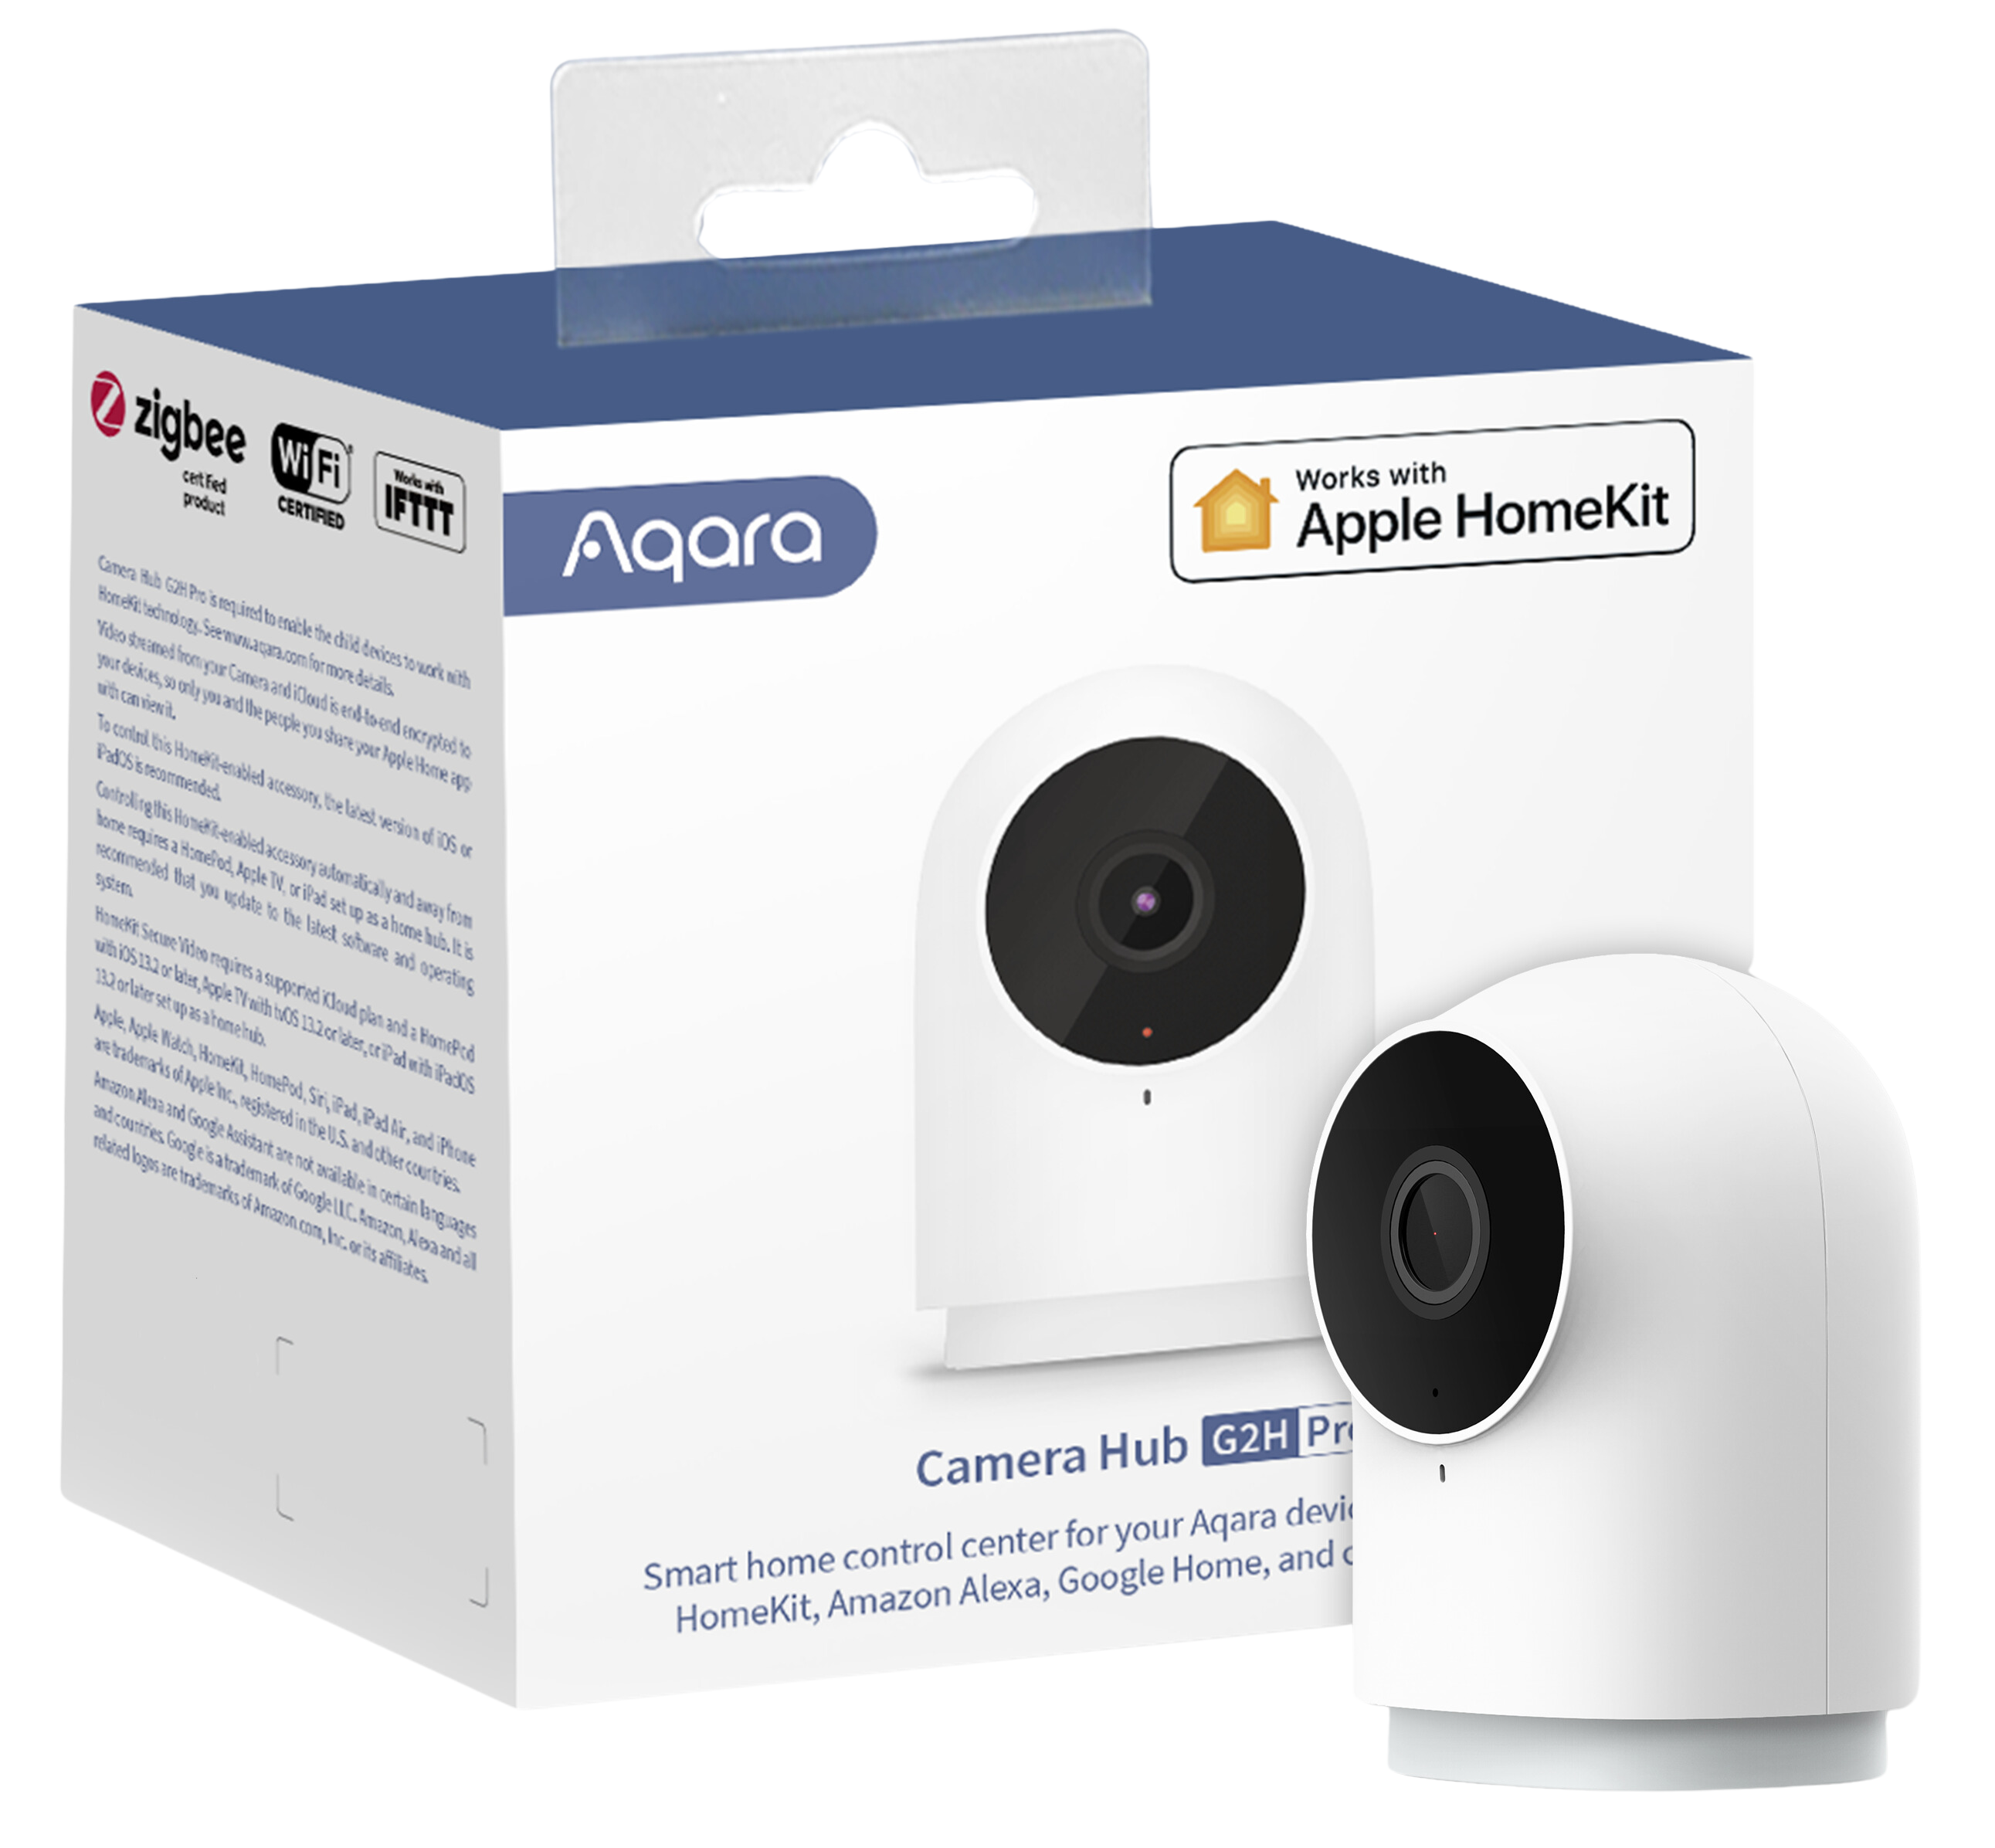 zigbee
certified
product
WiFi
CERTIFIED
Works with
IFTTT
Camera Hub G2H Pro is required to enable the child devices to work with
HomeKit technology. See www.aqara.com for more details.
Video streamed from your Camera and iCloud is end-to-end encrypted to
your devices, so only you and the people you share your Apple Home app
with can view it.
To control this HomeKit-enabled accessory, the latest version of iOS or
iPadOS is recommended.
Controlling this HomeKit-enabled accessory automatically and away from
home requires a HomePod, Apple TV, or iPad set up as a home hub. It is
recommended that you update to the latest software and operating
system.
HomeKit Secure Video requires a supported iCloud plan and a HomePod
with iOS 13.2 or later, Apple TV with tvOS 13.2 or later, or iPad with iPadOS
13.2 or later set up as a home hub.
Apple, Apple Watch, HomeKit, HomePod, Siri, iPad, iPad Air, and iPhone
are trademarks of Apple Inc., registered in the U.S. and other countries.
Amazon Alexa and Google Assistant are not available in certain languages
and countries. Google is a trademark of Google LLC. Amazon, Alexa and all
related logos are trademarks of Amazon.com, Inc. or its affiliates.
Aqara
Works with
Apple HomeKit
Camera Hub G2H
Smart home control center for your Aqara
HomeKit, Amazon Alexa, Google Home, and